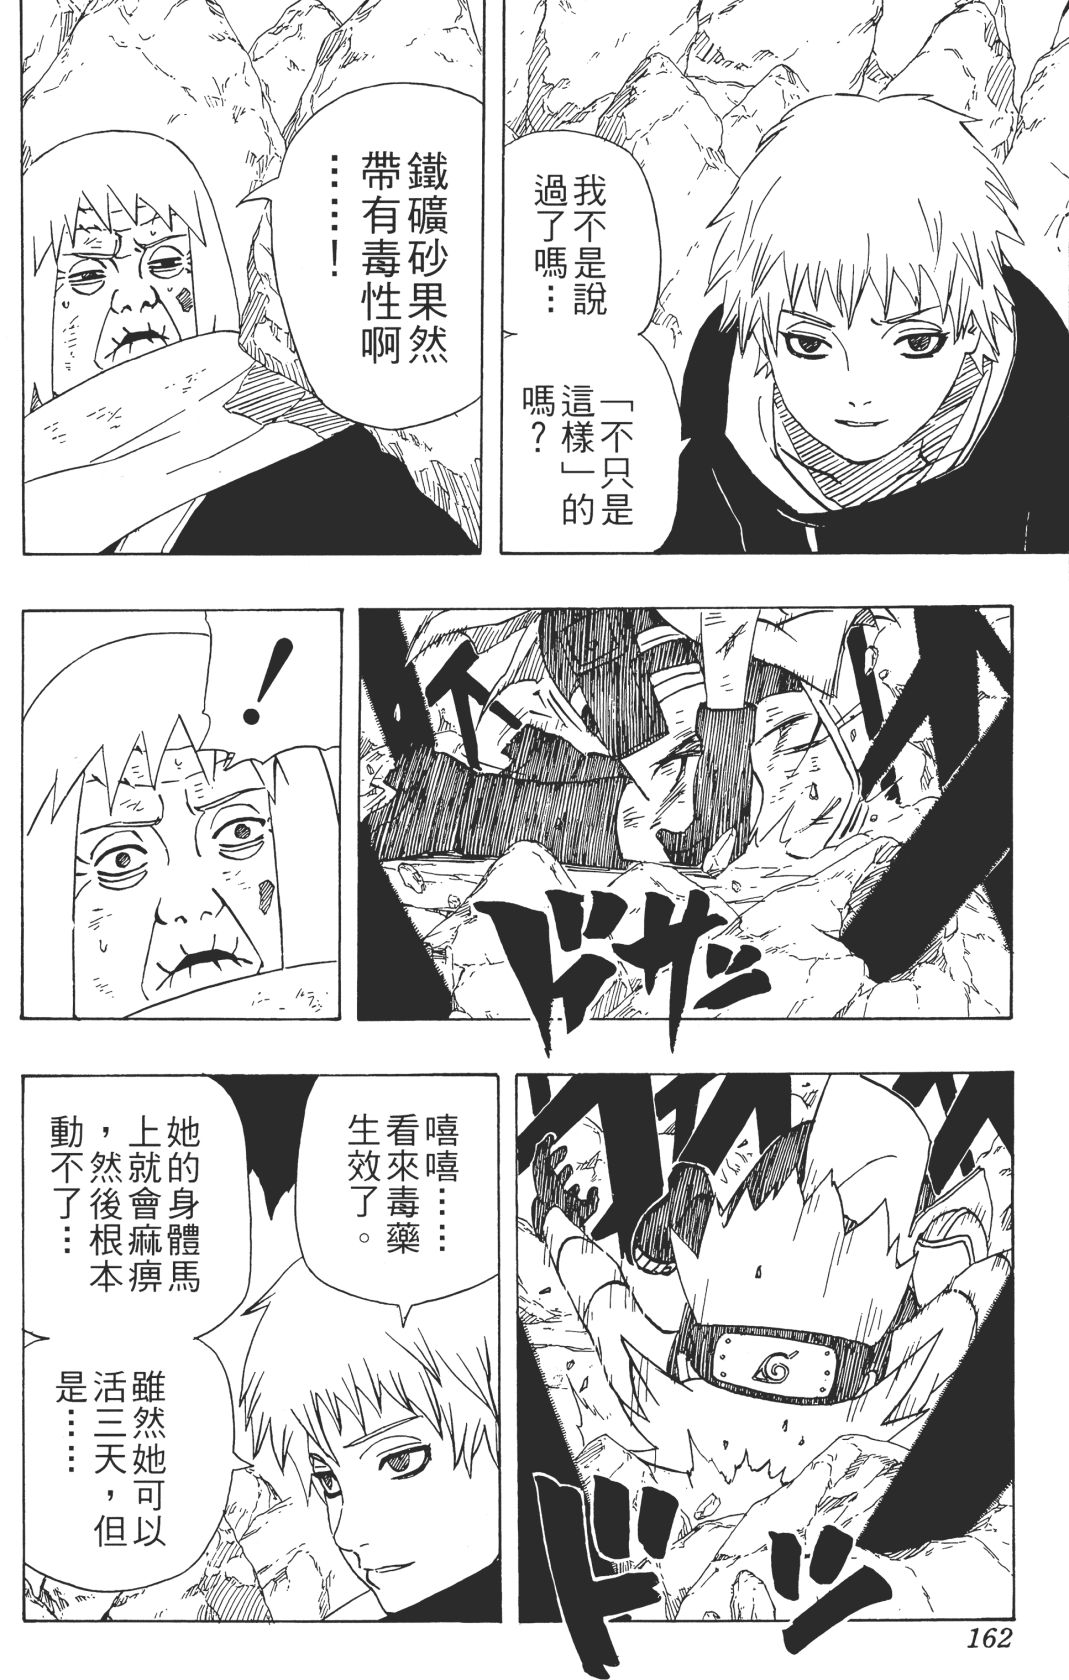 我不是說
過了嗎⋯
「不只是
這樣」的
嗎？
鐵礦砂果然
帶有毒性啊
⋯⋯！
ドサッ
！
ドッ
嘻嘻⋯⋯
看來毒藥
生效了。
她的身體馬
上就會麻痹
，然後根本
動不了⋯
雖然她可以
活三天，但
是⋯⋯
162